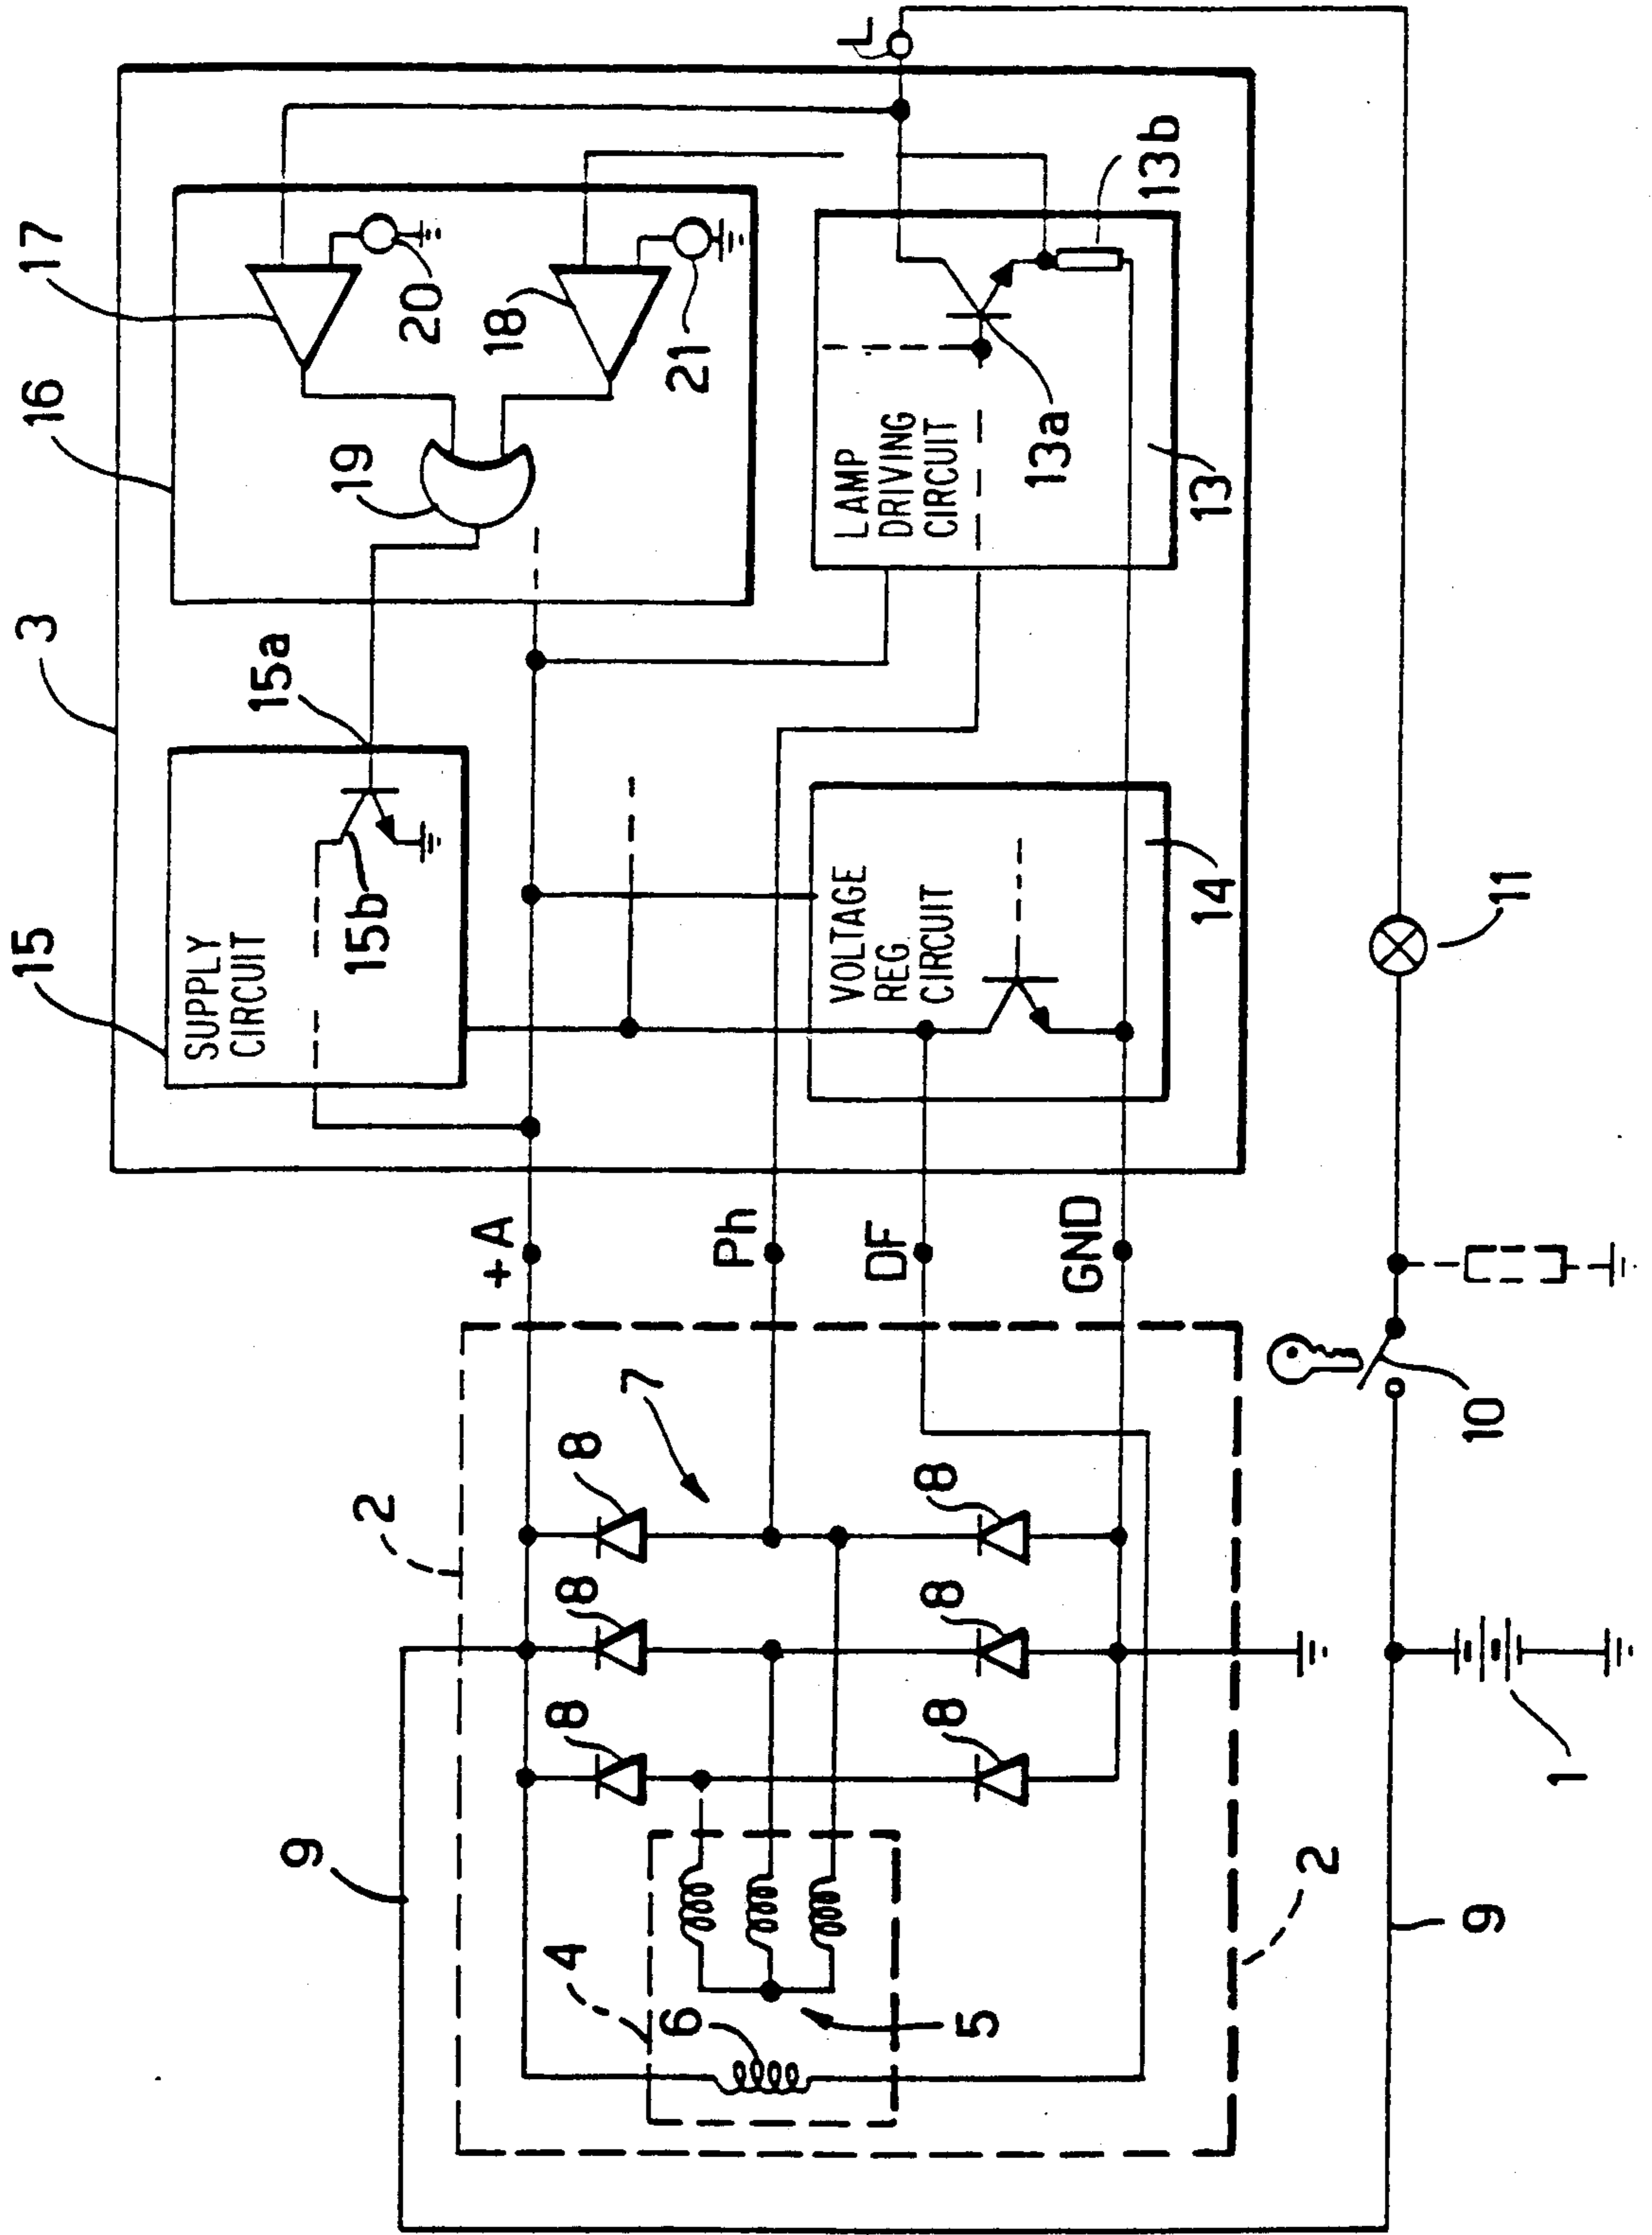 3
16
17
20
18
21
19
15
15a
15b
SUPPLY
CIRCUIT
L
13b
LAMP
DRIVING
CIRCUIT
13a
13
VOLTAGE
REG.
CIRCUIT
14
+A
Ph
DF
GND
2
7
8
8
8
8
8
8
9
4
6
5
2
10
11
1
9